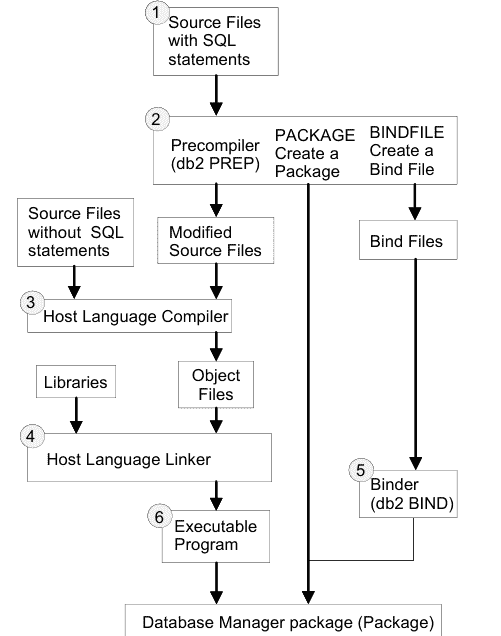 1
Source Files
with SQL
statements
2
Precompiler
(db2 PREP)
PACKAGE
Create a
Package
BINDFILE
Create a
Bind File
Source Files
without SQL
statements
Modified
Source Files
Bind Files
3
Host Language Compiler
Libraries
Object
Files
4
Host Language Linker
5
Binder
(db2 BIND)
6
Executable
Program
Database Manager package (Package)